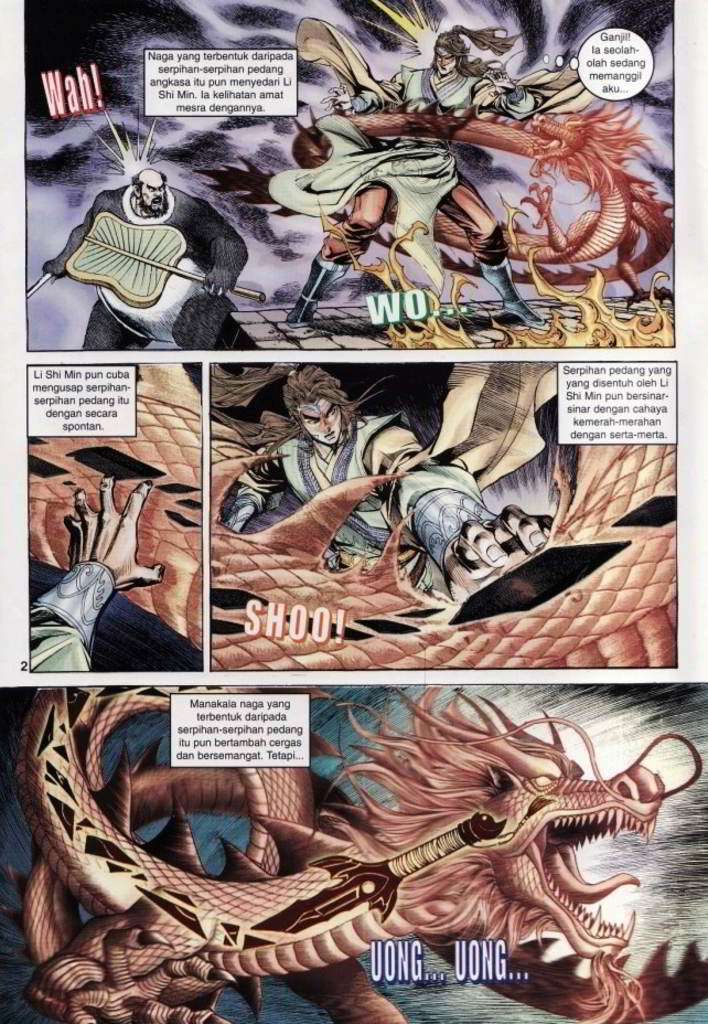 Wah!
Naga yang terbentuk daripada
serpihan-serpihan pedang
angkasa itu pun menyedari Li
Shi Min. Ia kelihatan amat
mesra dengannya.
Ganjil!
Ia seolah-
olah sedang
memanggil
aku...
WO...
Li Shi Min pun cuba
mengusap serpihan-
serpihan pedang itu
dengan secara
spontan.
Serpihan pedang yang
yang disentuh oleh Li
Shi Min pun bersinar-
sinar dengan cahaya
kemerah-merahan
dengan serta-merta.
SHOO!
2
Manakala naga yang
terbentuk daripada
serpihan-serpihan pedang
itu pun bertambah cergas
dan bersemangat. Tetapi...
UONG... UONG...